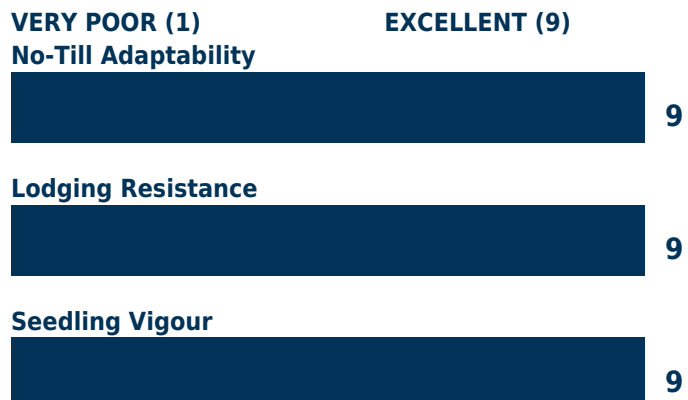 VERY POOR (1) EXCELLENT (9)
No-Till Adaptability
9
Lodging Resistance
9
Seedling Vigour
9